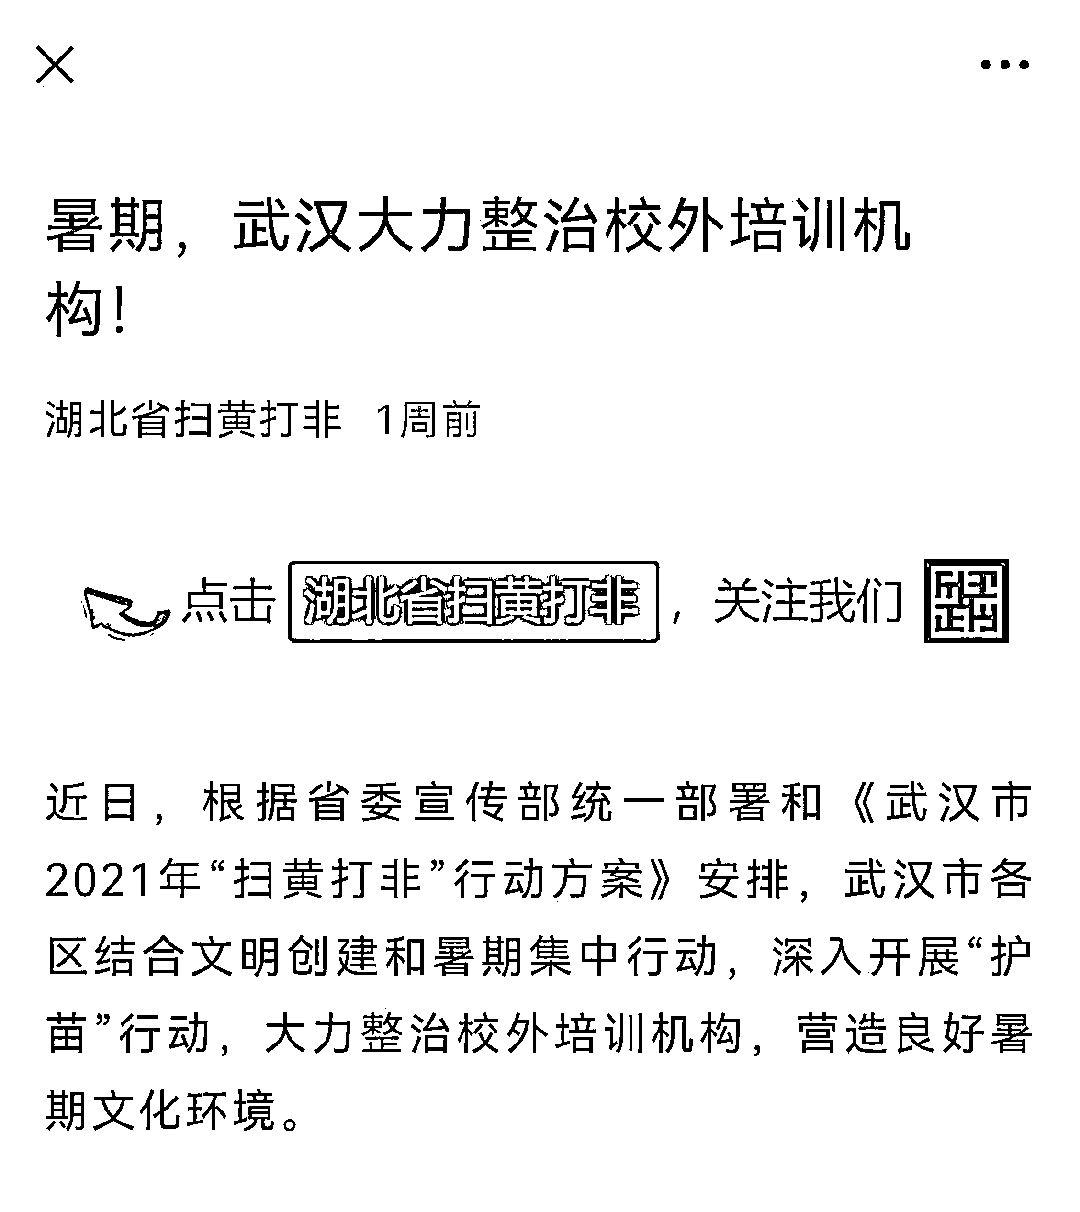 暑期，武汉大力整治校外培训机
构！
湖北省扫黄打非 1周前
点击 湖北省扫黄打非 ，关注我们
近日，根据省委宣传部统一部署和《武汉市
2021年“扫黄打非”行动方案》安排，武汉市各
区结合文明创建和暑期集中行动，深入开展“护
苗”行动，大力整治校外培训机构，营造良好暑
期文化环境。